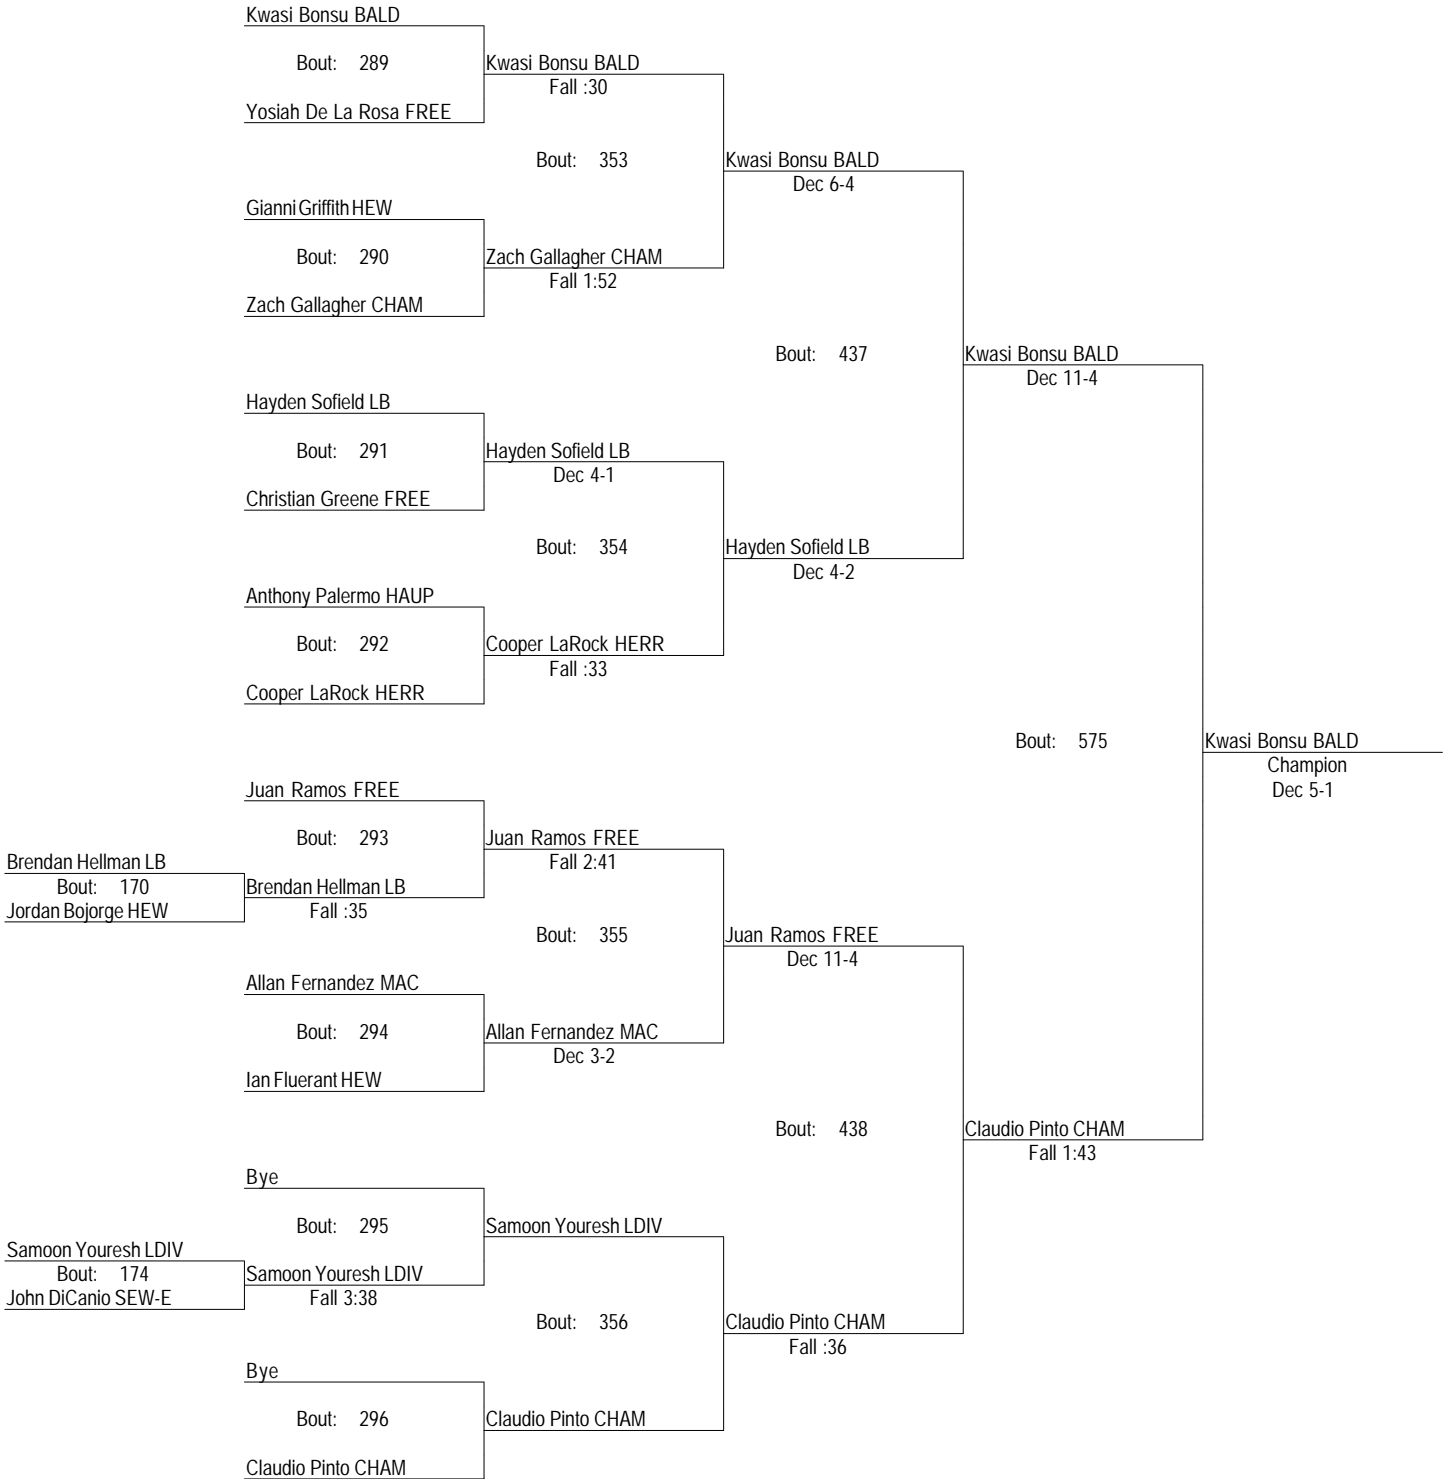 Kwasi Bonsu BALD
Bout: 289
Kwasi Bonsu BALD
Fall :30
Yosiah De La Rosa FREE
Bout: 353
Kwasi Bonsu BALD
Dec 6-4
Gianni Griffith HEW
Bout: 290
Zach Gallagher CHAM
Fall 1:52
Zach Gallagher CHAM
Bout: 437
Kwasi Bonsu BALD
Dec 11-4
Hayden Sofield LB
Bout: 291
Hayden Sofield LB
Dec 4-1
Christian Greene FREE
Bout: 354
Hayden Sofield LB
Dec 4-2
Anthony Palermo HAUP
Bout: 292
Cooper LaRock HERR
Fall :33
Cooper LaRock HERR
Bout: 575
Kwasi Bonsu BALD
Champion
Dec 5-1
Juan Ramos FREE
Bout: 293
Juan Ramos FREE
Fall 2:41
Brendan Hellman LB
Bout: 170
Brendan Hellman LB
Jordan Bojorge HEW
Fall :35
Bout: 355
Juan Ramos FREE
Dec 11-4
Allan Fernandez MAC
Bout: 294
Allan Fernandez MAC
Dec 3-2
Ian Fluerant HEW
Bout: 438
Claudio Pinto CHAM
Fall 1:43
Bye
Bout: 295
Samoon Youresh LDIV
Samoon Youresh LDIV
Bout: 174
Samoon Youresh LDIV
John DiCanio SEW-E
Fall 3:38
Bout: 356
Claudio Pinto CHAM
Fall :36
Bye
Bout: 296
Claudio Pinto CHAM
Claudio Pinto CHAM